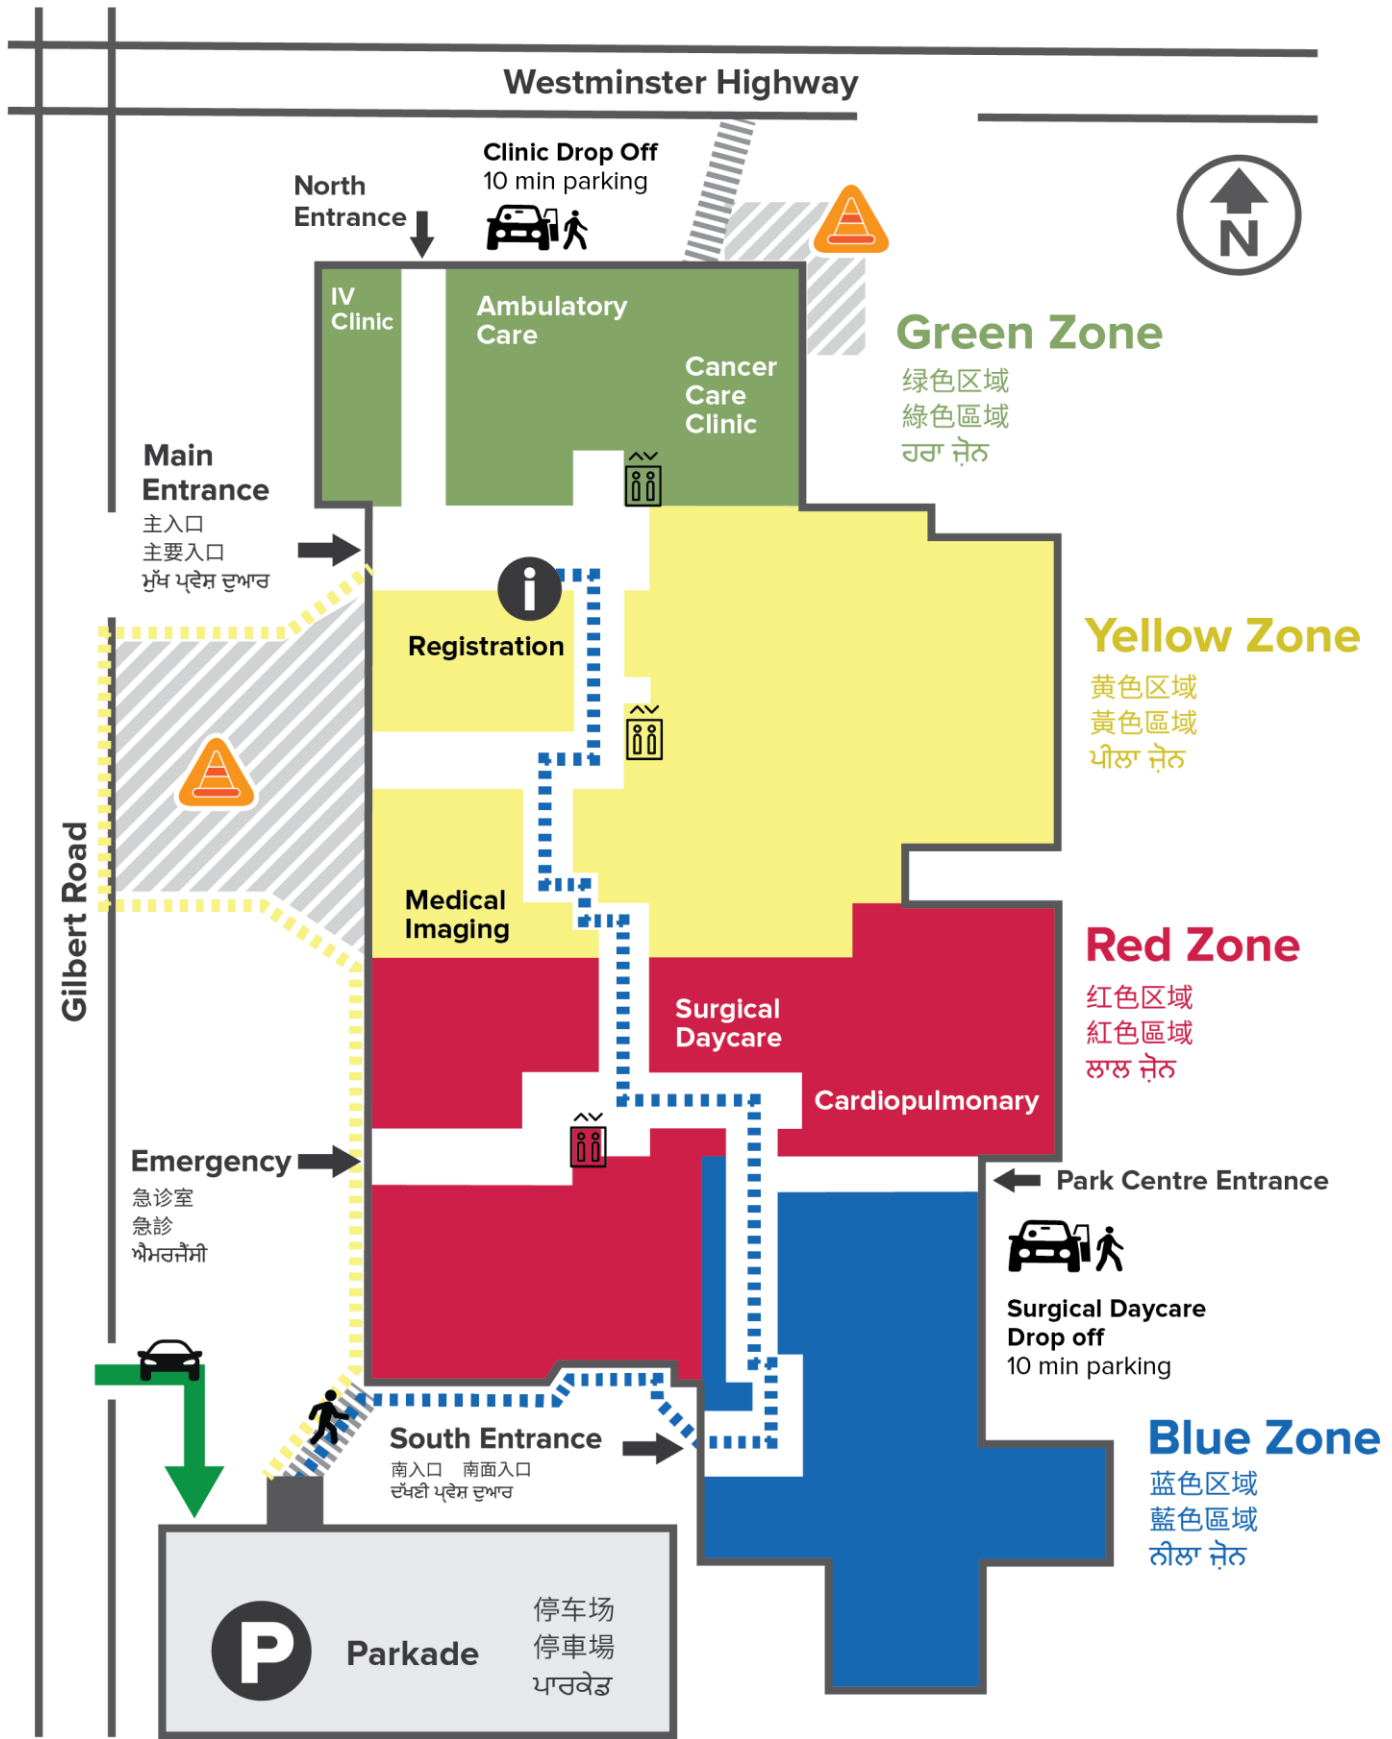 Westminster Highway
Clinic Drop Off
10 min parking
North
Entrance
N
IV
Clinic
Ambulatory
Care
Cancer
Care
Clinic
Green Zone
绿色区域
綠色區域
ਹਰਾ ਜ਼ੋਨ
Main
Entrance
主入口
主要入口
ਮੁੱਖ ਪ੍ਰਵੇਸ਼ ਦੁਆਰ
i
Registration
Yellow Zone
黄色区域
黃色區域
ਪੀਲਾ ਜ਼ੋਨ
Gilbert Road
Medical
Imaging
Red Zone
红色区域
紅色區域
ਲਾਲ ਜ਼ੋਨ
Surgical
Daycare
Cardiopulmonary
Emergency
急诊室
急診
ਐਮਰਜੈਂਸੀ
Park Centre Entrance
Surgical Daycare
Drop off
10 min parking
South Entrance
南入口 南面入口
ਦੱਖਣੀ ਪ੍ਰਵੇਸ਼ ਦੁਆਰ
Blue Zone
蓝色区域
藍色區域
ਨੀਲਾ ਜ਼ੋਨ
P
Parkade
停车场
停車場
ਪਾਰਕੇਡ